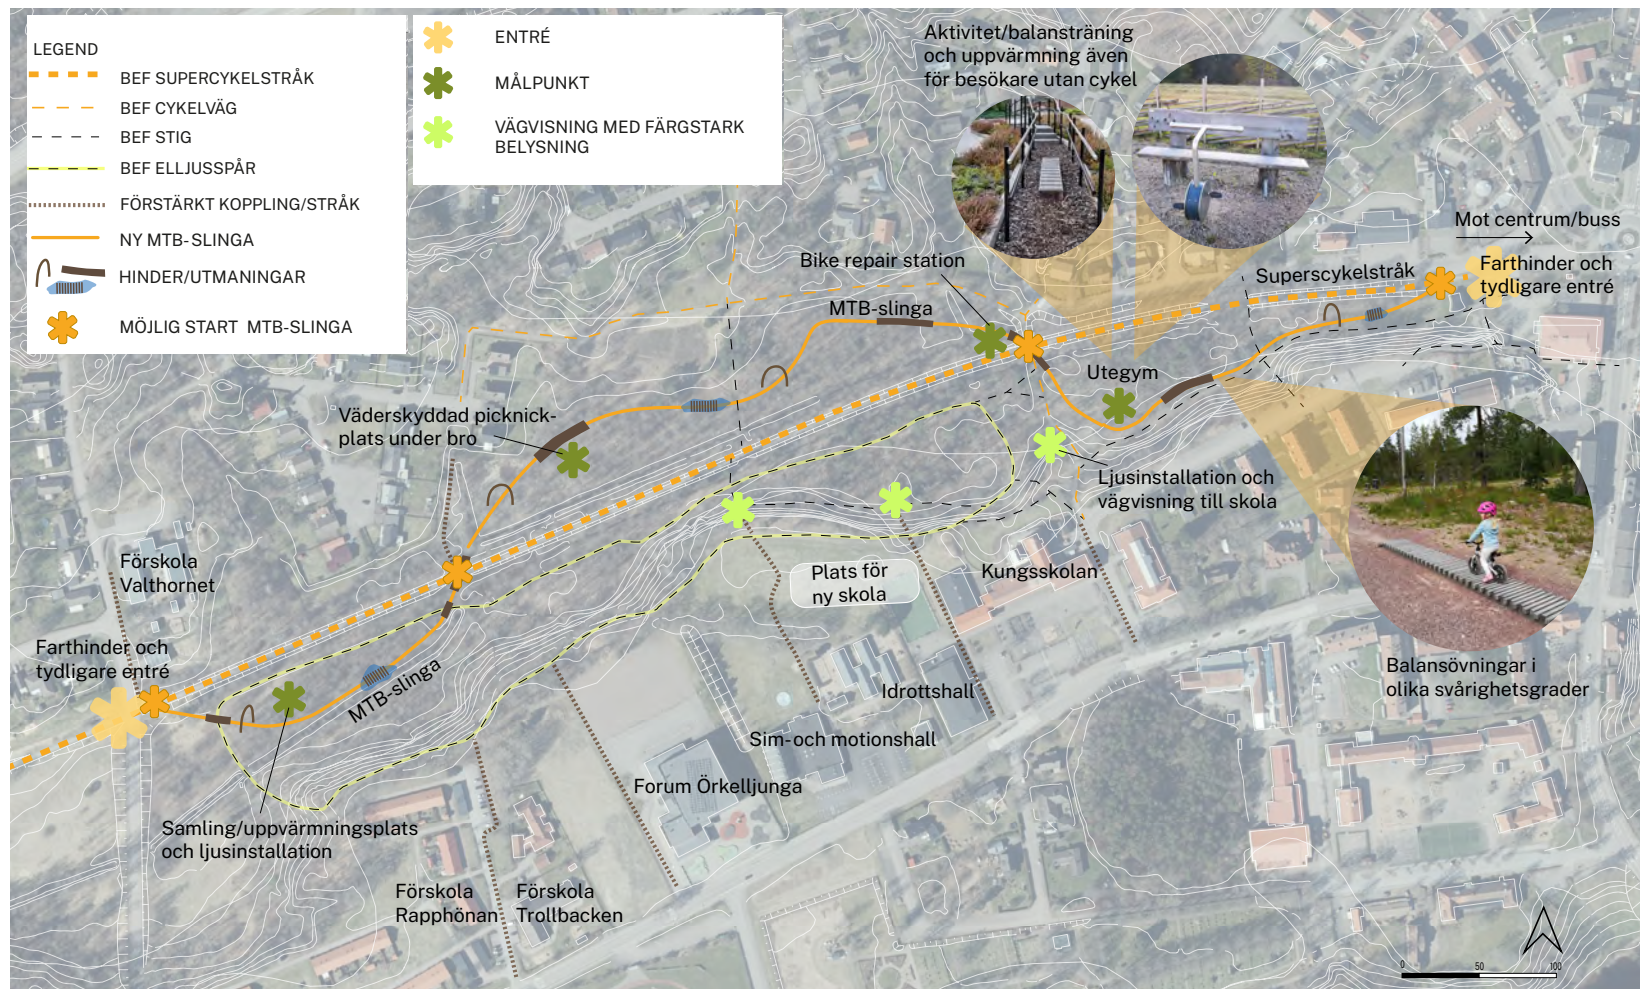 LEGEND
BEF SUPERCYKELSTRÅK
BEF CYKELVÄG
BEF STIG
BEF ELLJUSSPÅR
FÖRSTÄRKT KOPPLING/STRÅK
NY MTB-SLINGA
HINDER/UTMANINGAR
MÖJLIG START MTB-SLINGA
ENTRÉ
MÅLPUNKT
VÄGVISNING MED FÄRGSTARK
BELYSNING
Aktivitet/balansträning
och uppvärmning även
för besökare utan cykel
Mot centrum/buss
Farthinder och
tydligare entré
Superscykelstråk
Bike repair station
MTB-slinga
Utegym
Väderskyddad picknick-
plats under bro
Ljusinstallation och
vägvisning till skola
Förskola
Valthornet
Plats för
ny skola
Kungsskolan
Farthinder och
tydligare entré
MTB-slinga
Idrottshall
Balansövningar i
olika svårighetsgrader
Sim-och motionshall
Forum Örkelljunga
Samling/uppvärmningsplats
och ljusinstallation
Förskola
Rapphönan
Förskola
Trollbacken
0 50 100